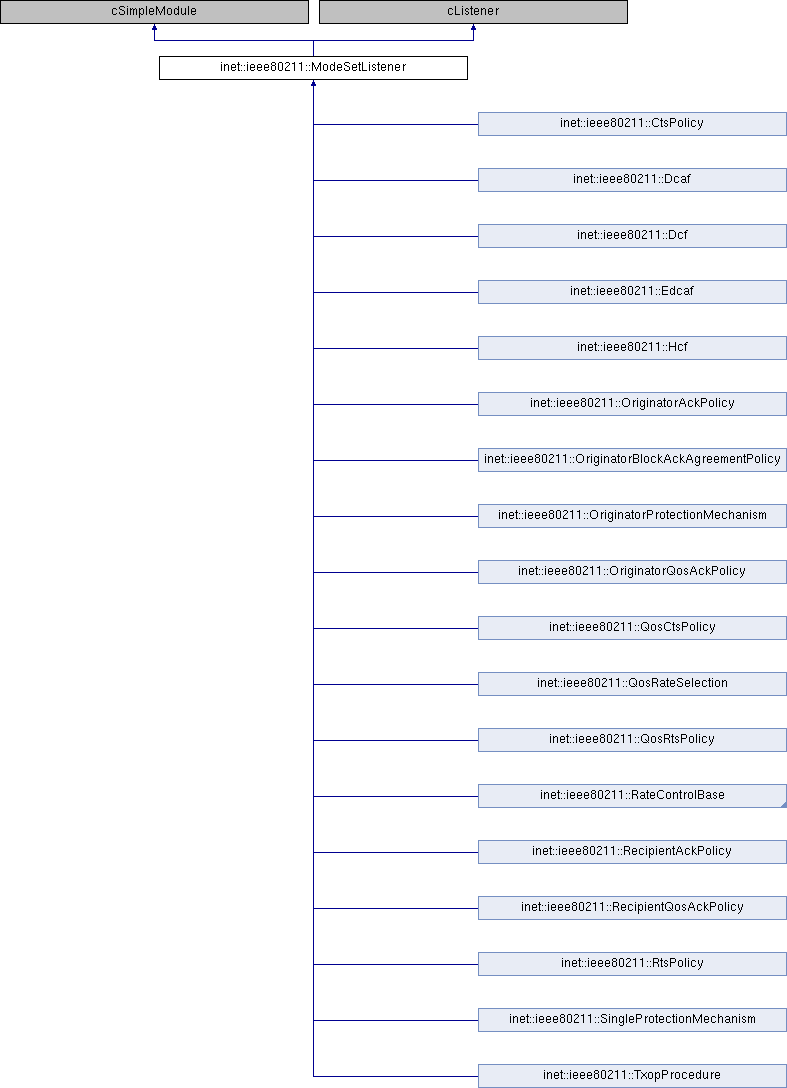 cSimpleModule
cListener
inet::ieee80211::ModeSetListener
inet::ieee80211::CtsPolicy
inet::ieee80211::Dcaf
inet::ieee80211::Dcf
inet::ieee80211::Edcaf
inet::ieee80211::Hcf
inet::ieee80211::OriginatorAckPolicy
inet::ieee80211::OriginatorBlockAckAgreementPolicy
inet::ieee80211::OriginatorProtectionMechanism
inet::ieee80211::OriginatorQosAckPolicy
inet::ieee80211::QosCtsPolicy
inet::ieee80211::QosRateSelection
inet::ieee80211::QosRtsPolicy
inet::ieee80211::RateControlBase
inet::ieee80211::RecipientAckPolicy
inet::ieee80211::RecipientQosAckPolicy
inet::ieee80211::RtsPolicy
inet::ieee80211::SingleProtectionMechanism
inet::ieee80211::TxopProcedure